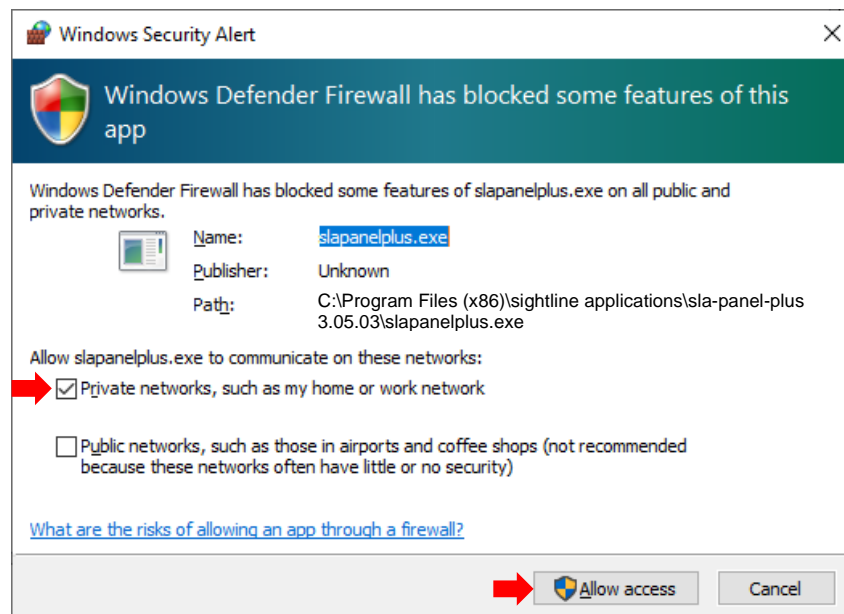 Windows Security Alert
Windows Defender Firewall has blocked some features of this
app
Windows Defender Firewall has blocked some features of slapanelplus.exe on all public and
private networks.
Name: slapanelplus.exe
Publisher: Unknown
Path: C:\Program Files (x86)\sightline applications\sla-panel-plus
3.05.03\slapanelplus.exe
Allow slapanelplus.exe to communicate on these networks:
Private networks, such as my home or work network
Public networks, such as those in airports and coffee shops (not recommended
because these networks often have little or no security)
What are the risks of allowing an app through a firewall?
Allow access Cancel